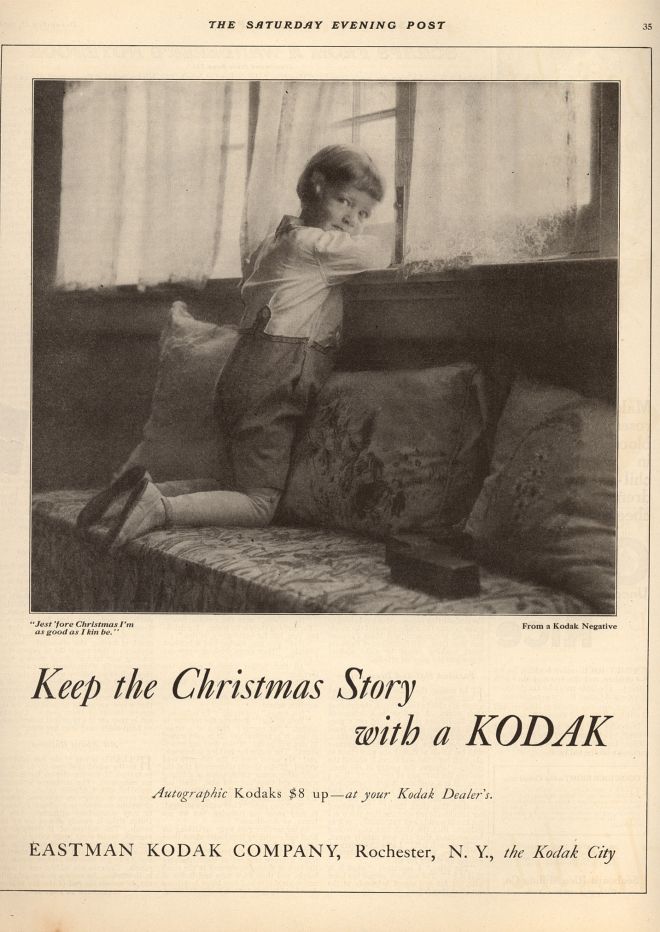 THE SATURDAY EVENING POST
35
"Jest 'fore Christmas I'm
as good as I kin be."
From a Kodak Negative
Keep the Christmas Story
with a KODAK
Autographic Kodaks $8 up—at your Kodak Dealer's.
EASTMAN KODAK COMPANY, Rochester, N. Y., the Kodak City